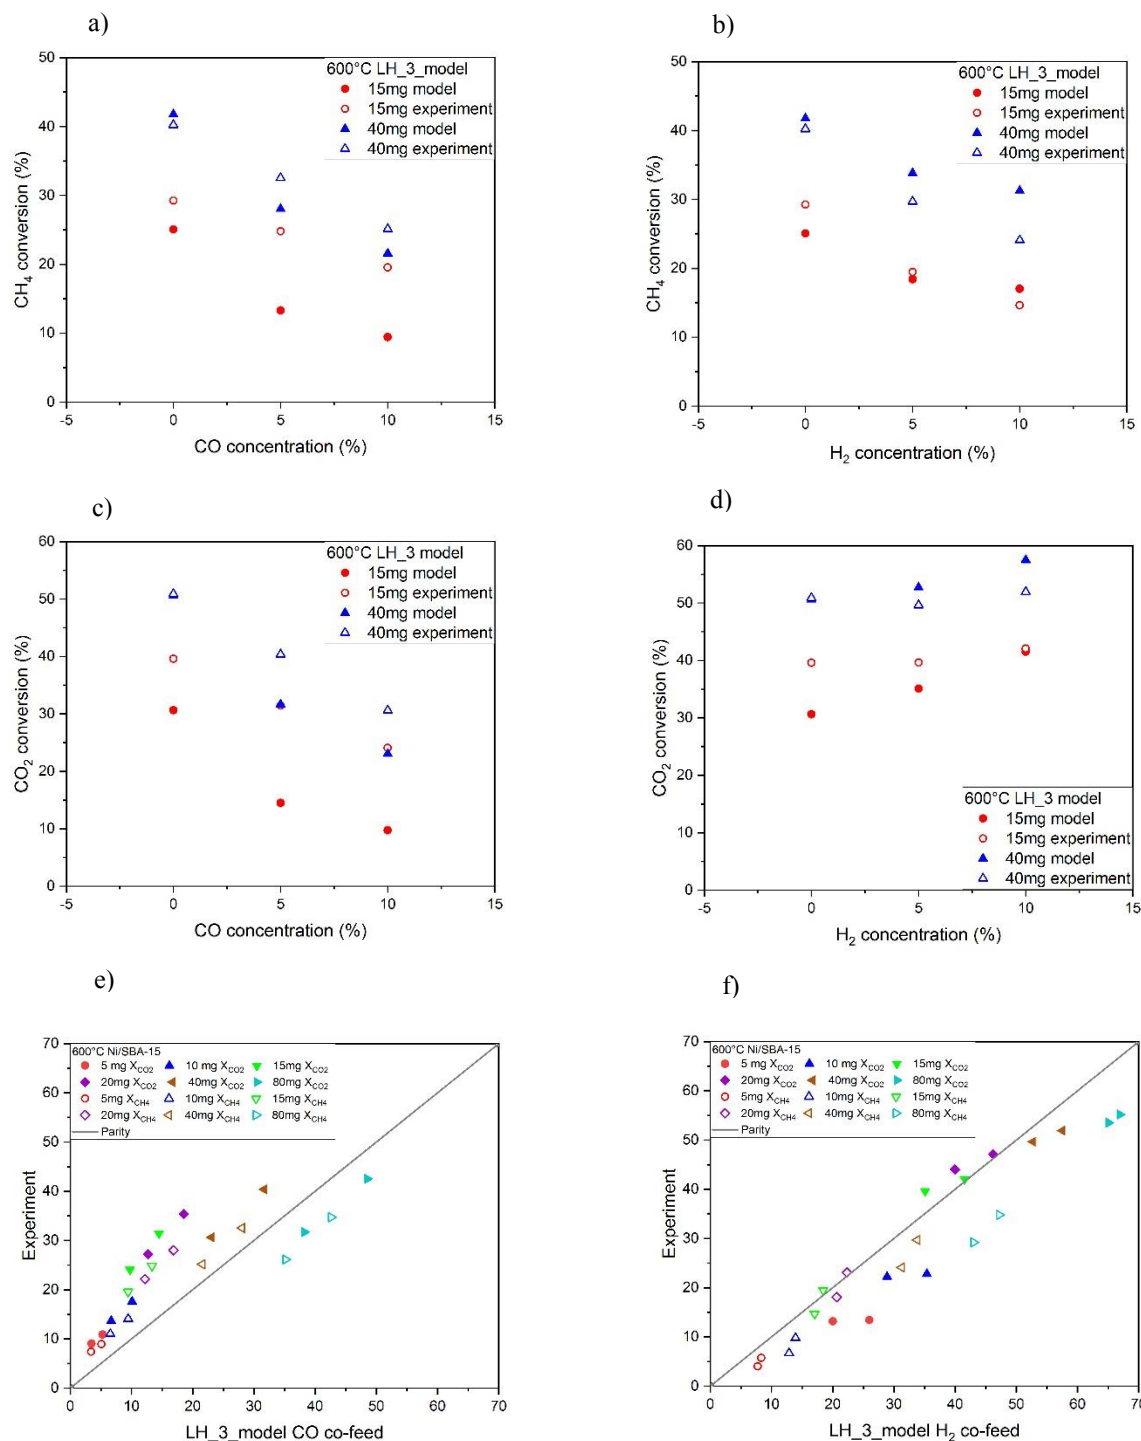 a)
50
40
30
20
10
0
-5
0
5
10
15
CH4 conversion (%)
CO concentration (%)
600°C LH_3_model
15mg model
15mg experiment
40mg model
40mg experiment
b)
50
40
30
20
10
0
-5
0
5
10
15
CH4 conversion (%)
H2 concentration (%)
600°C LH_3_model
15mg model
15mg experiment
40mg model
40mg experiment
c)
60
50
40
30
20
10
0
-5
0
5
10
15
CO2 conversion (%)
CO concentration (%)
600°C LH_3 model
15mg model
15mg experiment
40mg model
40mg experiment
d)
60
50
40
30
20
10
0
-5
0
5
10
15
CO2 conversion (%)
H2 concentration (%)
600°C LH_3 model
15mg model
15mg experiment
40mg model
40mg experiment
e)
70
60
50
40
30
20
10
0
0
10
20
30
40
50
60
70
Experiment
LH_3_model CO co-feed
600°C Ni/SBA-15
5 mg XCO2 10 mg XCO2 15mg XCO2
20mg XCO2 40mg XCO2 80mg XCO2
5mg XCH4 10mg XCH4 15mg XCH4
20mg XCH4 40mg XCH4 80mg XCH4
Parity
f)
70
60
50
40
30
20
10
0
0
10
20
30
40
50
60
70
Experiment
LH_3_model H2 co-feed
600°C Ni/SBA-15
5 mg XCO2 10 mg XCO2 15mg XCO2
20mg XCO2 40mg XCO2 80mg XCO2
5mg XCH4 10mg XCH4 15mg XCH4
20mg XCH4 40mg XCH4 80mg XCH4
Parity